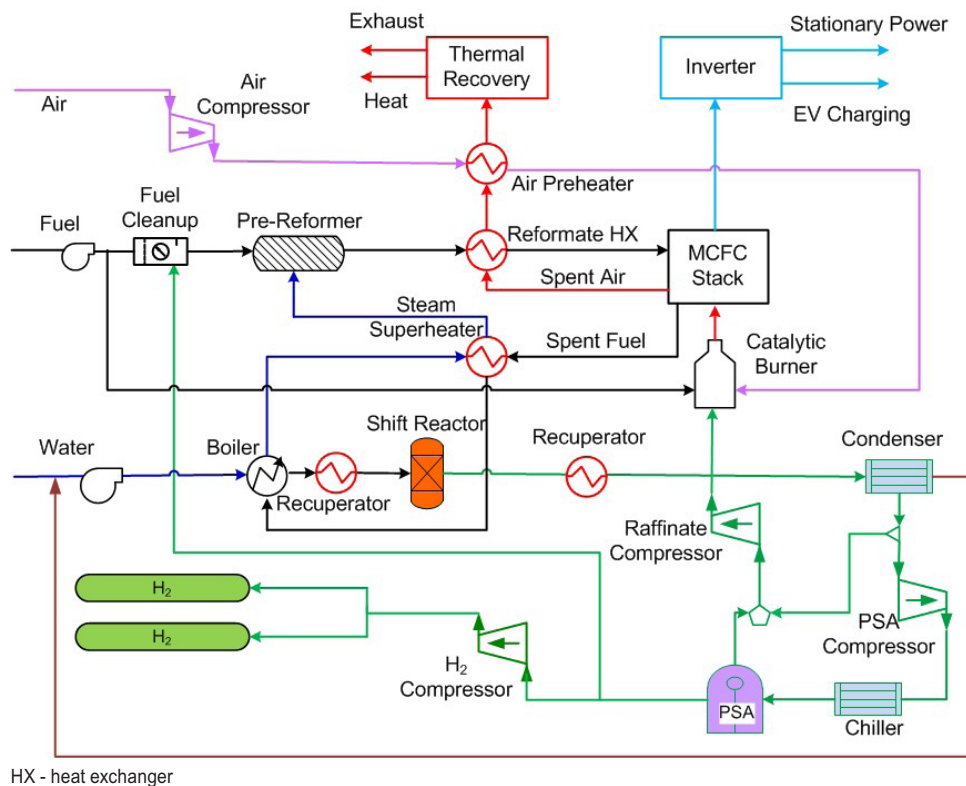 Exhaust
Heat
Thermal
Recovery
Stationary Power
Inverter
EV Charging
Air
Air
Compressor
Air Preheater
Fuel
Fuel
Cleanup
Pre-Reformer
Reformate HX
MCFC
Stack
Spent Air
Steam
Superheater
Spent Fuel
Catalytic
Burner
Water
Boiler
Recuperator
Shift Reactor
Recuperator
Condenser
Raffinate
Compressor
PSA
Compressor
H₂
H₂
H₂
Compressor
PSA
Chiller
HX - heat exchanger